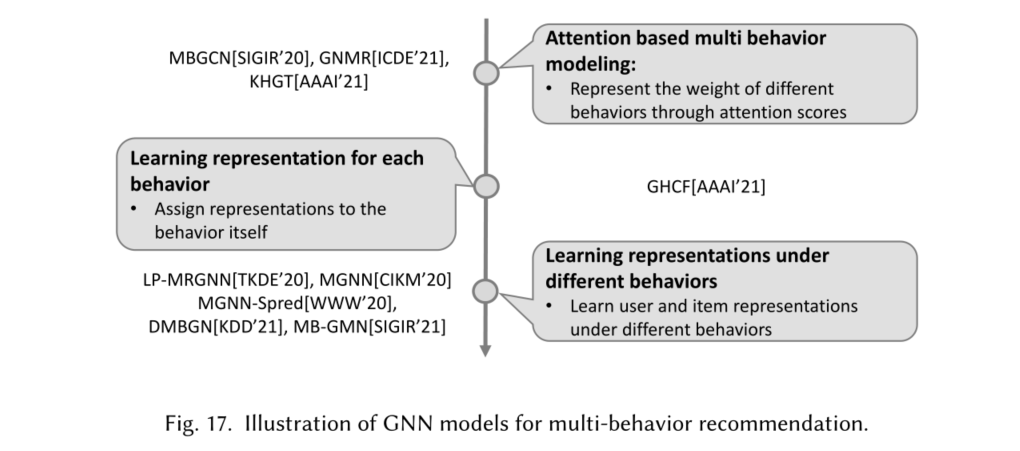 MBGCN[SIGIR’20], GNMR[ICDE’21],
KHGT[AAAI’21]
Attention based multi behavior
modeling:
• Represent the weight of different
behaviors through attention scores
Learning representation for each
behavior
• Assign representations to the
behavior itself
GHCF[AAAI’21]
LP-MRGNN[TKDE’20], MGNN[CIKM’20]
MGNN-Spred[WWW’20],
DMBGN[KDD’21], MB-GMN[SIGIR’21]
Learning representations under
different behaviors
• Learn user and item representations
under different behaviors
Fig. 17. Illustration of GNN models for multi-behavior recommendation.